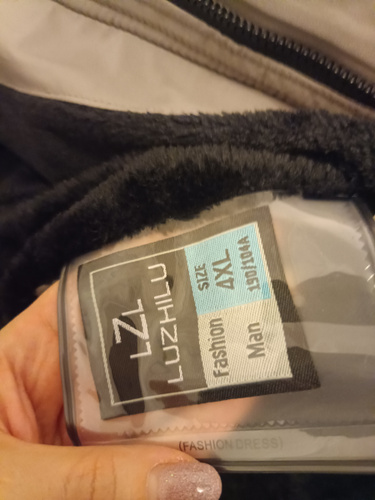 LZL
LUZHILU
SIZE
4XL
190/104A
Fashion
Man
(FASHION DRESS)